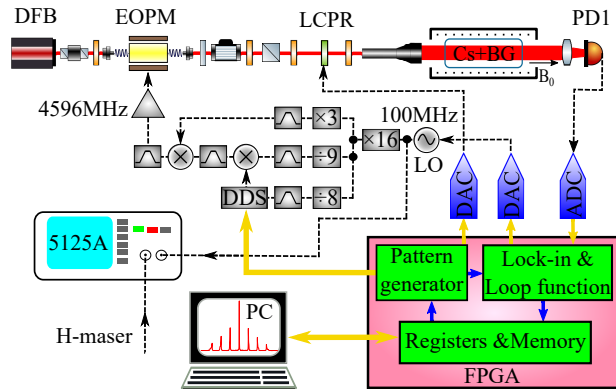 DFB
EOPM
LCPR
PD1
Cs+BG
B0
4596MHz
100MHz
×3
×16
LO
÷9
DDS
÷8
DAC
DAC
ADC
5125A
Pattern
generator
Lock-in &
Loop function
H-maser
PC
Registers &Memory
FPGA